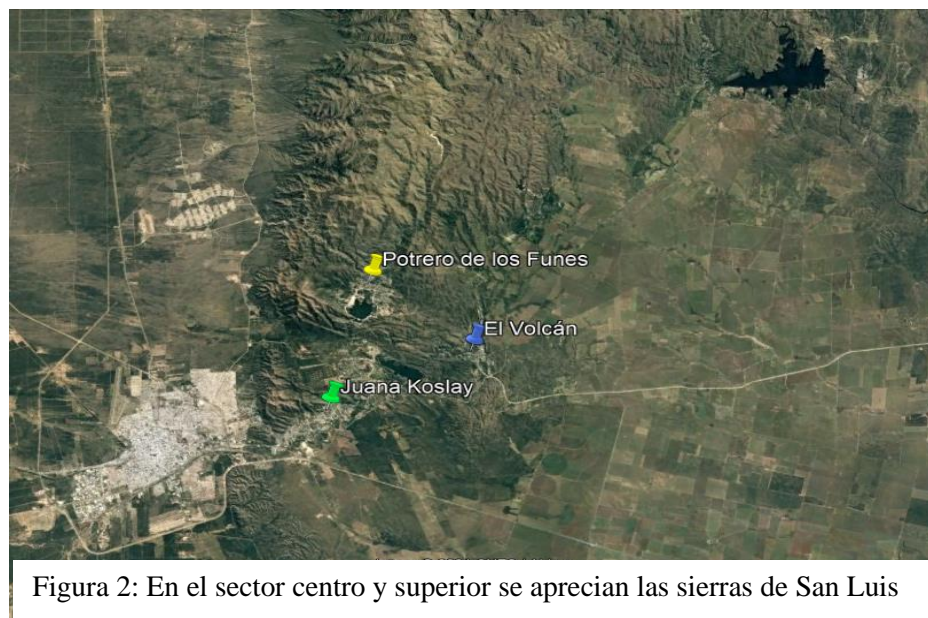 Potrero de los Funes
El Volcán
Juana Koslay
Figura 2: En el sector centro y superior se aprecian las sierras de San Luis